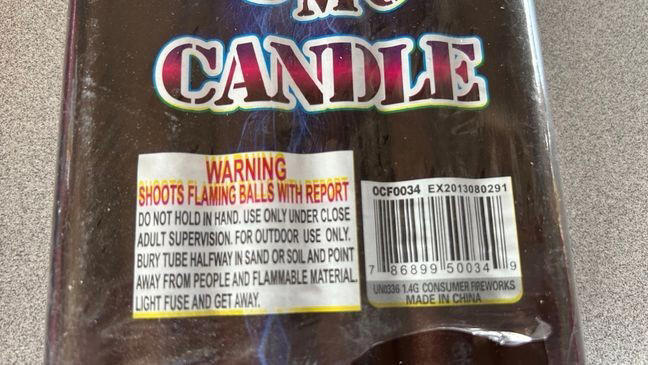 CANDLE
WARNING
SHOOTS FLAMING BALLS WITH REPORT
DO NOT HOLD IN HAND. USE ONLY UNDER CLOSE
ADULT SUPERVISION. FOR OUTDOOR USE ONLY.
BURY TUBE HALFWAY IN SAND OR SOIL AND POINT
AWAY FROM PEOPLE AND FLAMMABLE MATERIAL.
LIGHT FUSE AND GET AWAY.
OCF0034 EX2013080291
7 86899 50034 9
UN0336 1.4G CONSUMER FIREWORKS
MADE IN CHINA